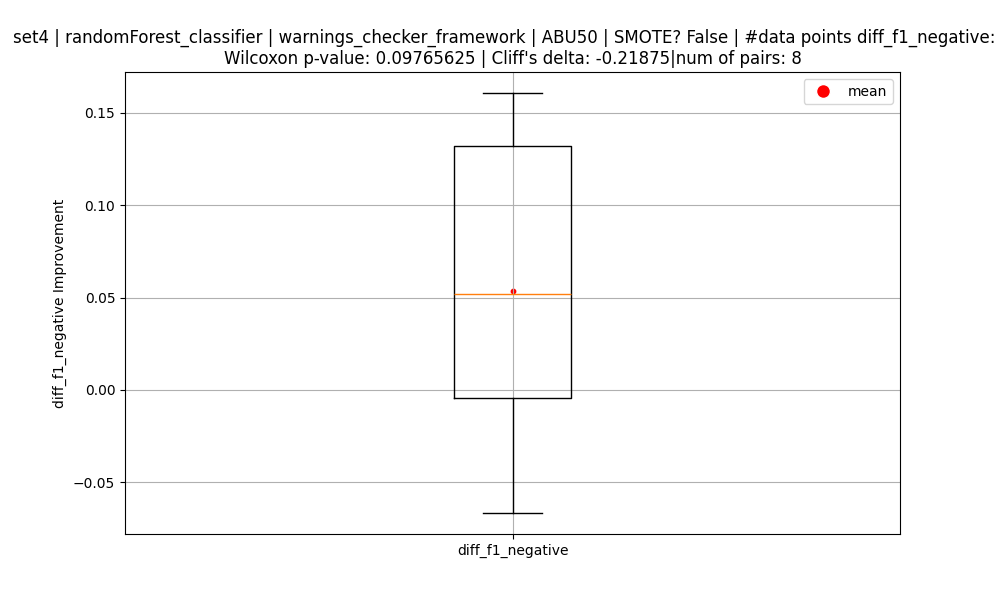 set4 | randomForest_classifier | warnings_checker_framework | ABU50 | SMOTE? False | #data points diff_f1_negative:
Wilcoxon p-value: 0.09765625 | Cliff's delta: -0.21875|num of pairs: 8
mean
0.15
0.10
0.05
0.00
−0.05
diff_f1_negative Improvement
diff_f1_negative